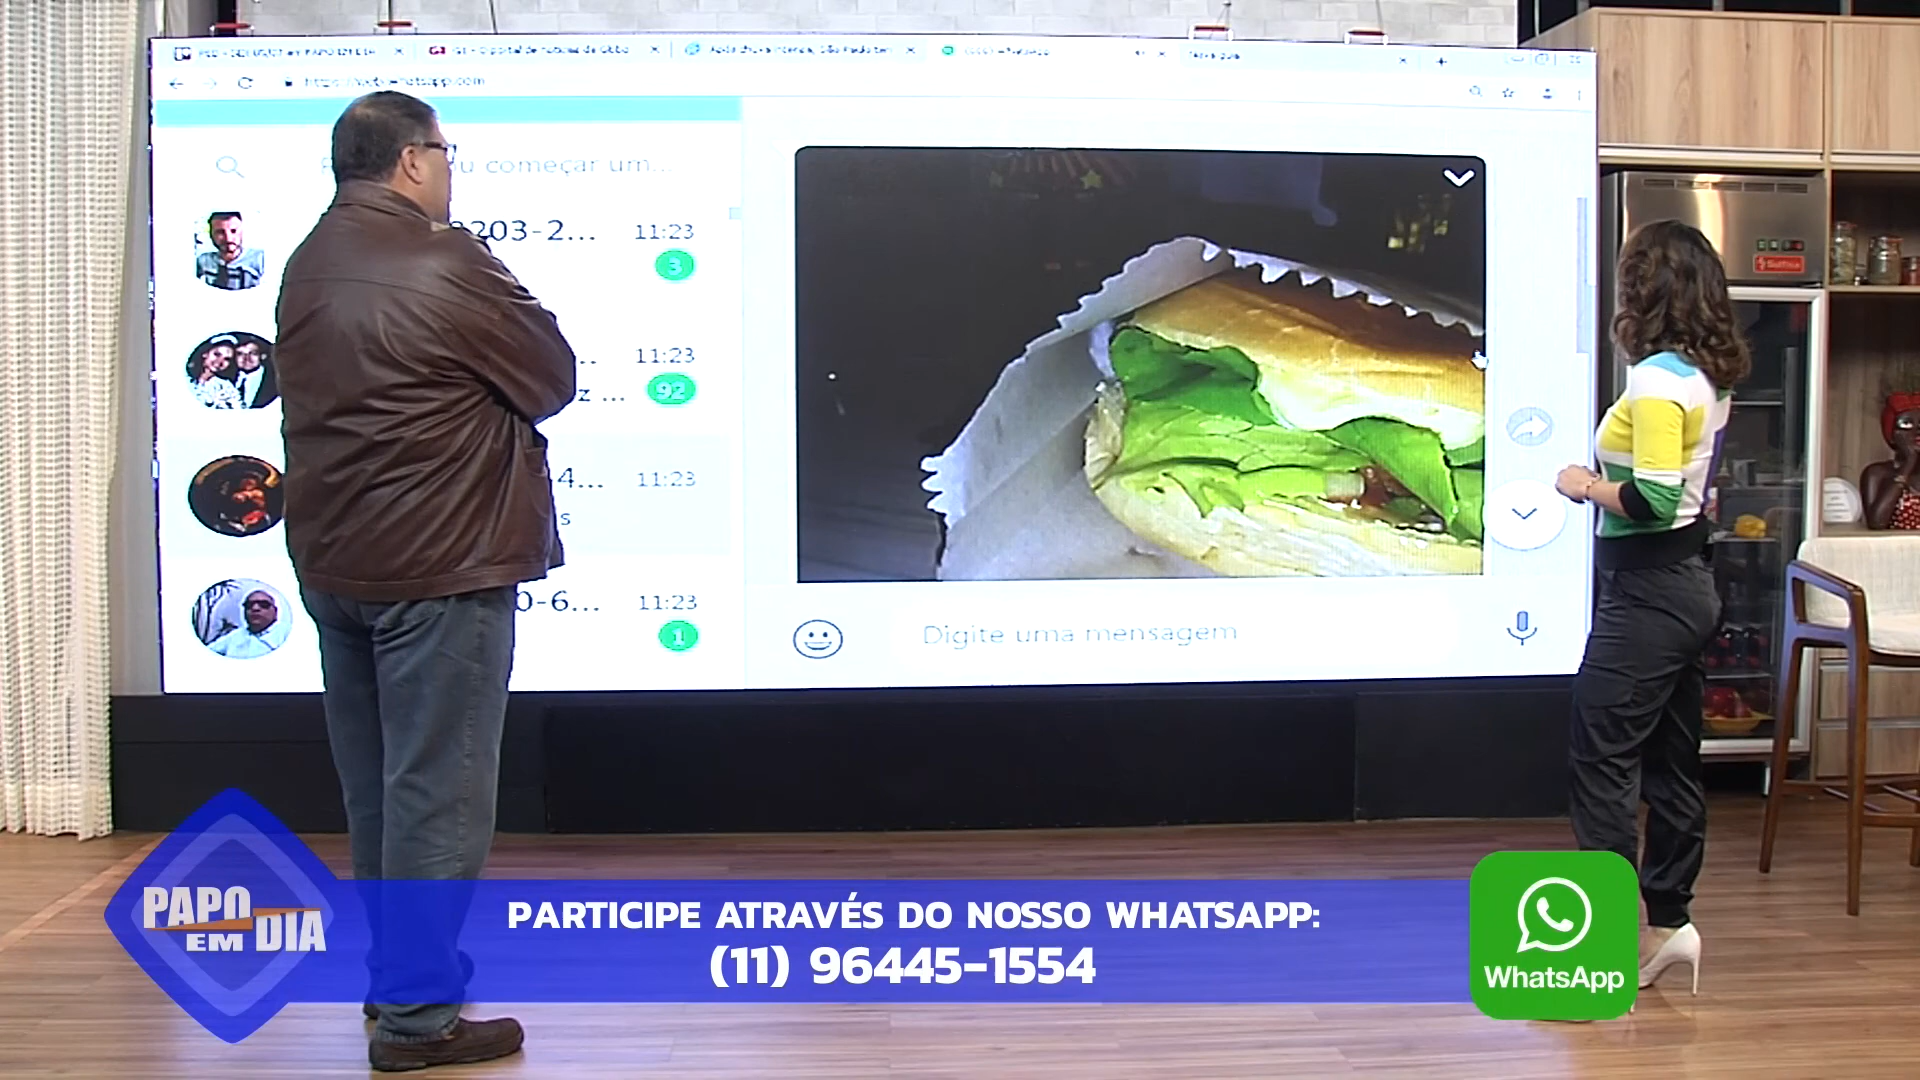 começar um...
203-2...
11:23
3
11:23
z ...
92
4...
11:23
s
0-6...
11:23
1
Digite uma mensagem
PAPO
EM DIA
PARTICIPE ATRAVÉS DO NOSSO WHATSAPP:
(11) 96445-1554
WhatsApp